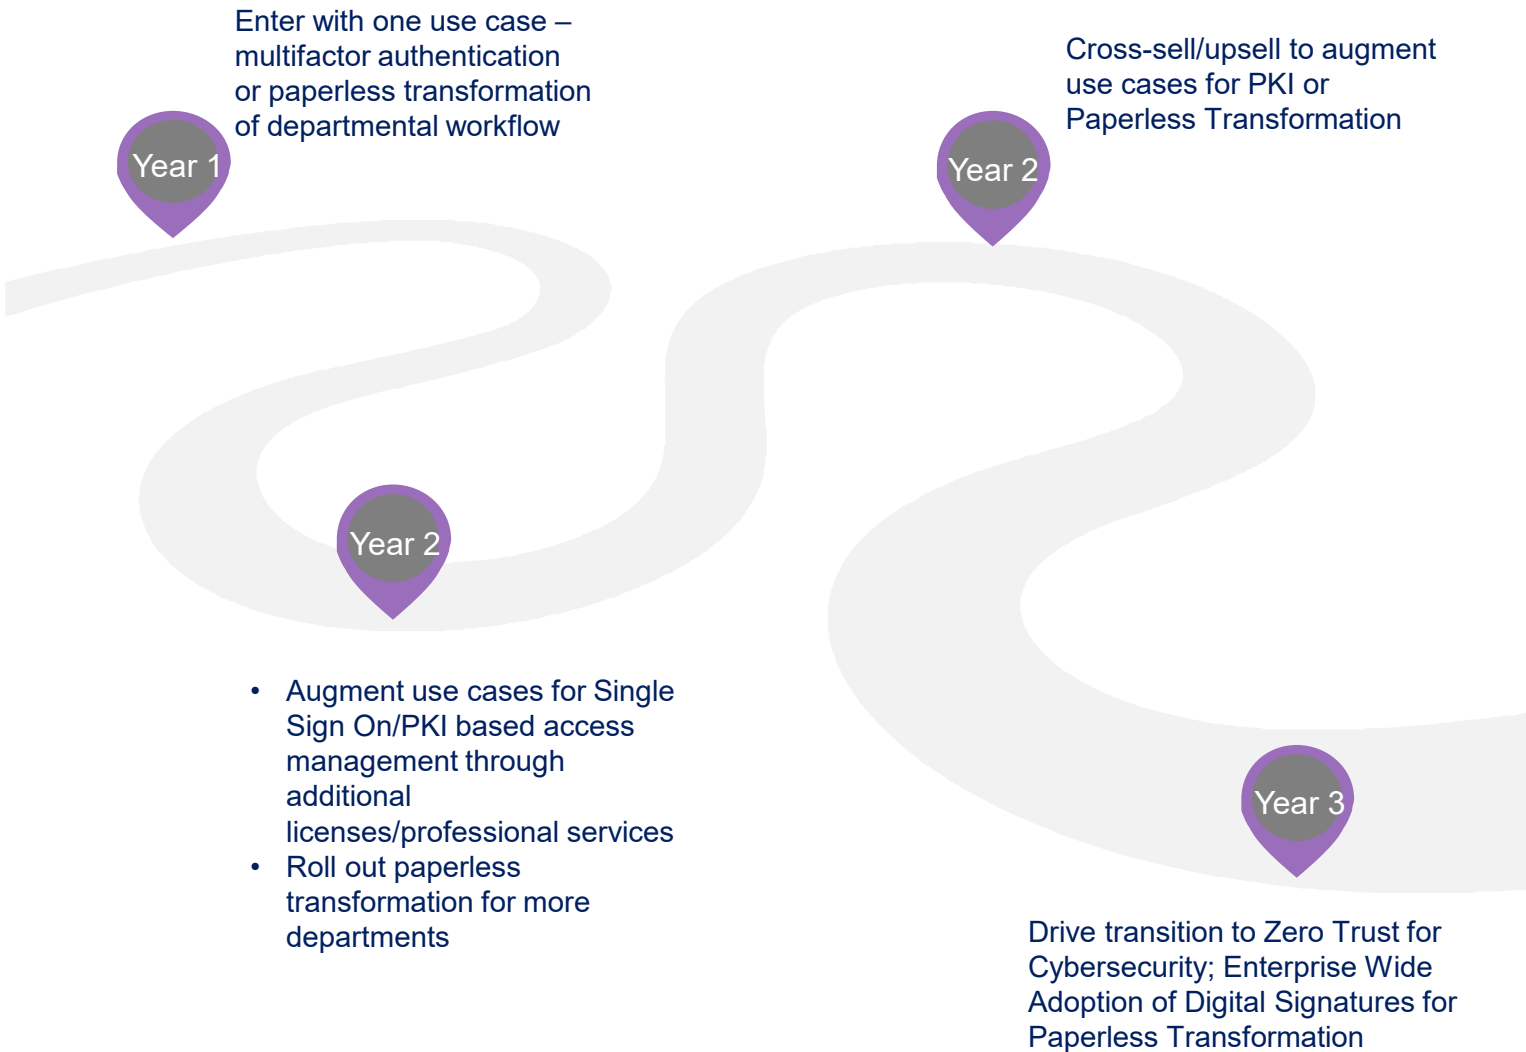 Enter with one use case –
multifactor authentication
or paperless transformation
of departmental workflow
Year 1
Cross-sell/upsell to augment
use cases for PKI or
Paperless Transformation
Year 2
Year 2
• Augment use cases for Single
Sign On/PKI based access
management through
additional
licenses/professional services
• Roll out paperless
transformation for more
departments
Year 3
Drive transition to Zero Trust for
Cybersecurity; Enterprise Wide
Adoption of Digital Signatures for
Paperless Transformation